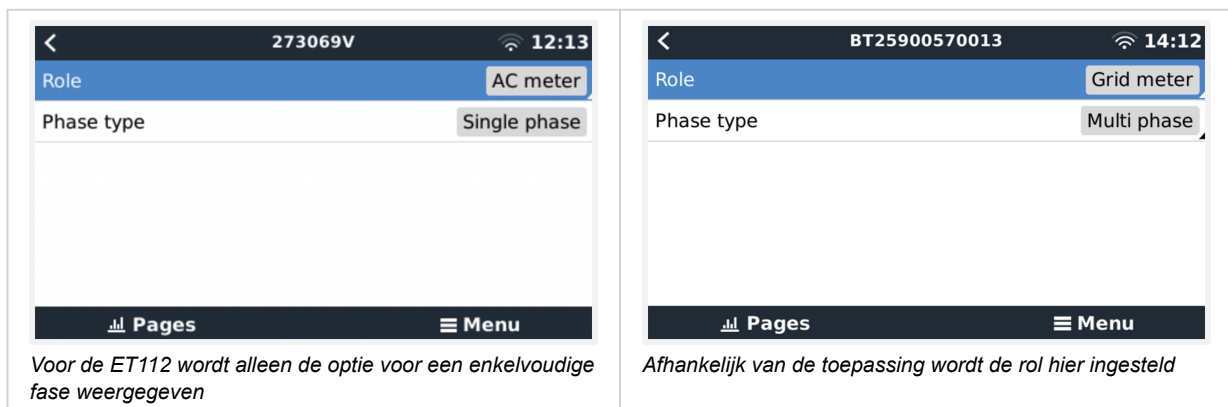 273069V 12:13
Role AC meter
Phase type Single phase
Pages Menu
Voor de ET112 wordt alleen de optie voor een enkelvoudige
fase weergegeven
BT25900570013 14:12
Role Grid meter
Phase type Multi phase
Pages Menu
Afhankelijk van de toepassing wordt de rol hier ingesteld